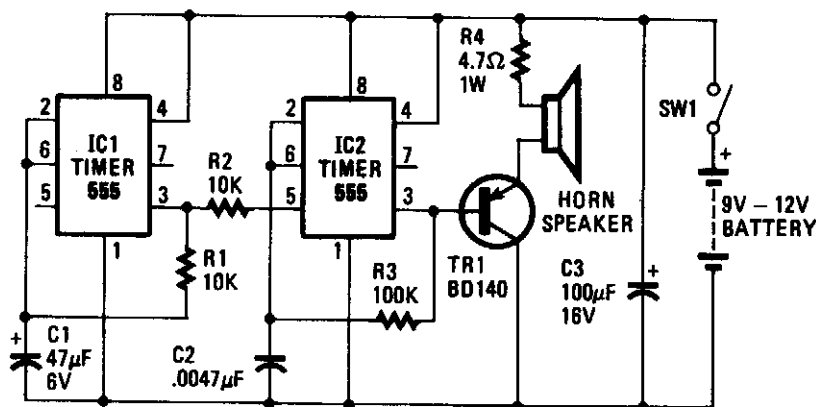 8
2
4
6
IC1
TIMER
555
7
5
3
1
R2
10K
R1
10K
+
C1
47µF
6V
8
2
4
6
IC2
TIMER
555
7
5
3
1
R3
100K
C2
.0047µF
R4
4.7Ω
1W
HORN
SPEAKER
TR1
BD140
C3
100µF
16V
+
SW1
+
9V – 12V
BATTERY